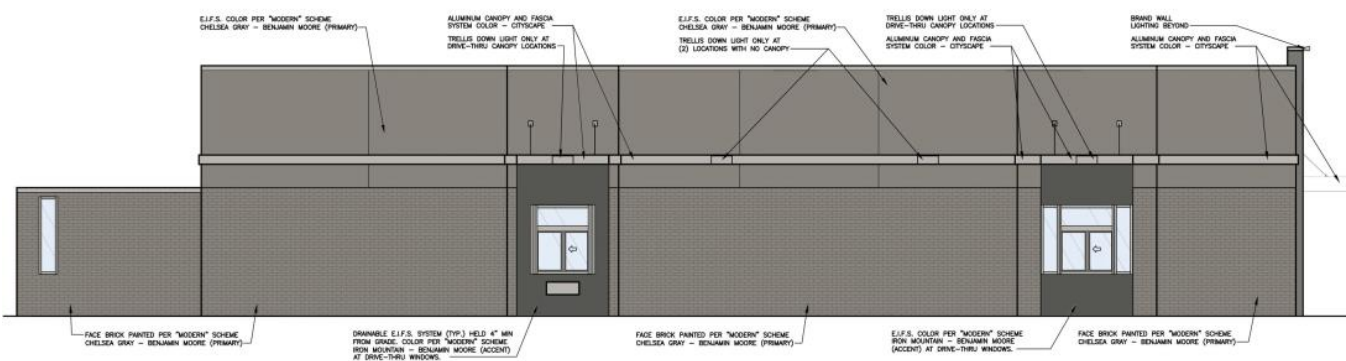 E.I.F.S. COLOR PER "MODERN" SCHEME
CHELSEA GRAY - BENJAMIN MOORE (PRIMARY)
ALUMINUM CANOPY AND FASCIA
SYSTEM COLOR - CITYSCAPE
TRELLIS DOWN LIGHT ONLY AT
DRIVE-THRU CANOPY LOCATIONS
E.I.F.S. COLOR PER "MODERN" SCHEME
CHELSEA GRAY - BENJAMIN MOORE (PRIMARY)
TRELLIS DOWN LIGHT ONLY AT
(2) LOCATIONS WITH NO CANOPY
TRELLIS DOWN LIGHT ONLY AT
DRIVE-THRU CANOPY LOCATIONS
ALUMINUM CANOPY AND FASCIA
SYSTEM COLOR - CITYSCAPE
BRAND WALL
LIGHTING BEYOND
ALUMINUM CANOPY AND FASCIA
SYSTEM COLOR - CITYSCAPE
FACE BRICK PAINTED PER "MODERN" SCHEME
CHELSEA GRAY - BENJAMIN MOORE (PRIMARY)
DRAINABLE E.I.F.S. SYSTEM (TYP.) HELD 4" MIN
FROM GRADE. COLOR PER "MODERN" SCHEME
IRON MOUNTAIN - BENJAMIN MOORE (ACCENT)
AT DRIVE-THRU WINDOWS.
FACE BRICK PAINTED PER "MODERN" SCHEME
CHELSEA GRAY - BENJAMIN MOORE (PRIMARY)
E.I.F.S. COLOR PER "MODERN" SCHEME
IRON MOUNTAIN - BENJAMIN MOORE
(ACCENT) AT DRIVE-THRU WINDOWS.
FACE BRICK PAINTED PER "MODERN" SCHEME
CHELSEA GRAY - BENJAMIN MOORE (PRIMARY)